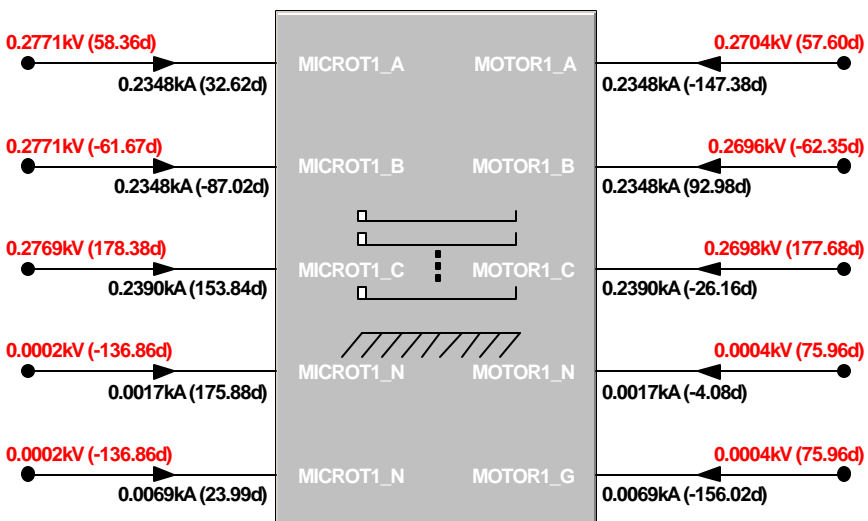 0.2771kV (58.36d)
0.2704kV (57.60d)
MICROT1_A
MOTOR1_A
0.2348kA (32.62d)
0.2348kA (-147.38d)
0.2771kV (-61.67d)
0.2696kV (-62.35d)
MICROT1_B
MOTOR1_B
0.2348kA (-87.02d)
0.2348kA (92.98d)
0.2769kV (178.38d)
0.2698kV (177.68d)
MICROT1_C
MOTOR1_C
0.2390kA (153.84d)
0.2390kA (-26.16d)
0.0002kV (-136.86d)
0.0004kV (75.96d)
MICROT1_N
MOTOR1_N
0.0017kA (175.88d)
0.0017kA (-4.08d)
0.0002kV (-136.86d)
0.0004kV (75.96d)
MICROT1_N
MOTOR1_G
0.0069kA (23.99d)
0.0069kA (-156.02d)